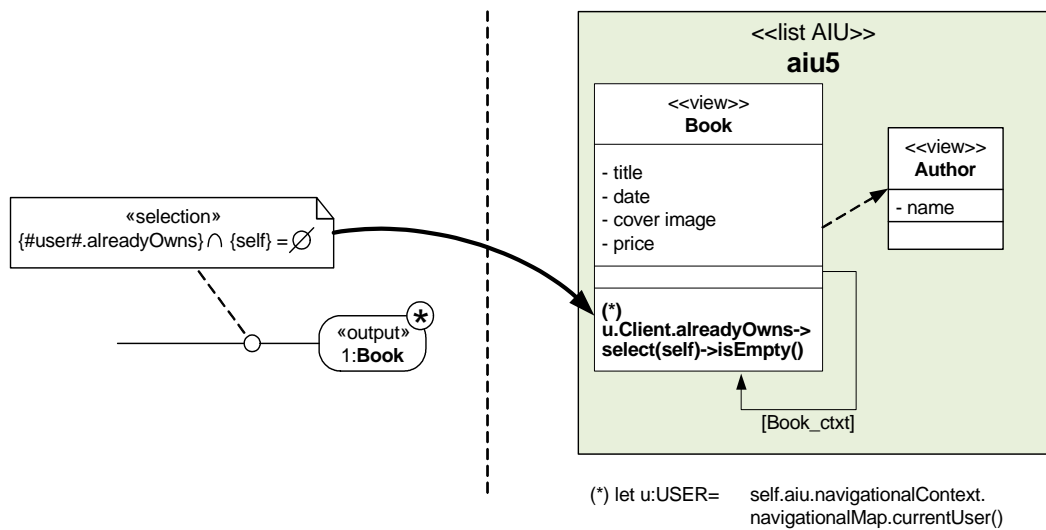 «selection»
{#user#.alreadyOwns} ∩ {self} = ∅
*
«output»
1:Book
<<list AIU>>
aiu5
<<view>>
Book
- title
- date
- cover image
- price
(*)
u.Client.alreadyOwns->
select(self)->isEmpty()
<<view>>
Author
- name
[Book_ctxt]
(*) let u:USER= self.aiu.navigationalContext.
navigationalMap.currentUser()